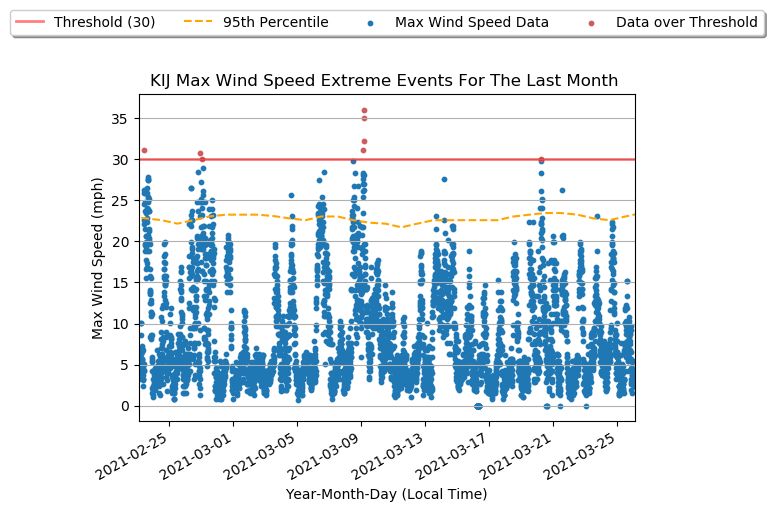 Threshold (30) 95th Percentile Max Wind Speed Data Data over Threshold
KIJ Max Wind Speed Extreme Events For The Last Month
Max Wind Speed (mph)
35
30
25
20
15
10
5
0
2021-02-25 2021-03-01 2021-03-05 2021-03-09 2021-03-13 2021-03-17 2021-03-21 2021-03-25
Year-Month-Day (Local Time)